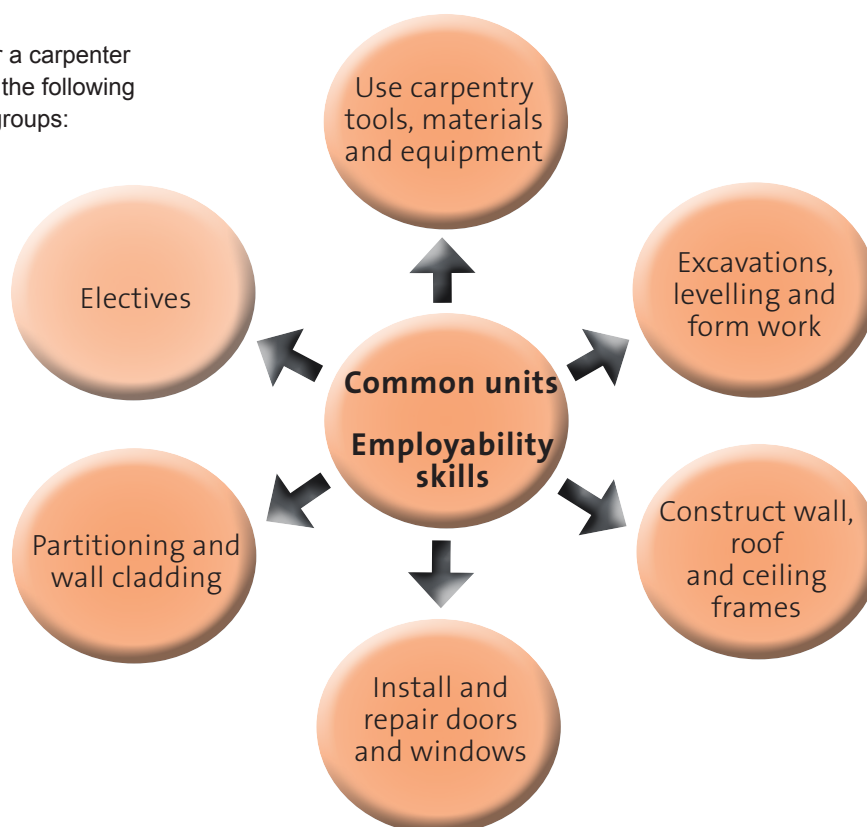 r a carpenter
the following
groups:
Use carpentry
tools, materials
and equipment
Electives
Excavations,
levelling and
form work
Common units
Employability
skills
Partitioning and
wall cladding
Construct wall,
roof
and ceiling
frames
Install and
repair doors
and windows